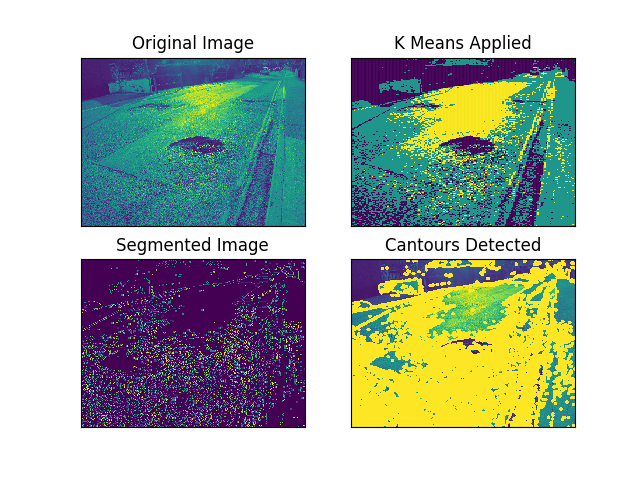 Original Image
K Means Applied
Segmented Image
Cantours Detected